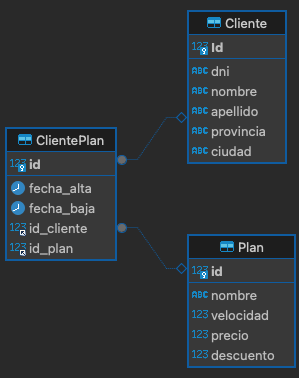 Cliente
123 Id
ABC dni
ABC nombre
ABC apellido
ABC provincia
ABC ciudad
ClientePlan
123 id
fecha_alta
fecha_baja
123 id_cliente
123 id_plan
Plan
123 id
ABC nombre
123 velocidad
123 precio
123 descuento